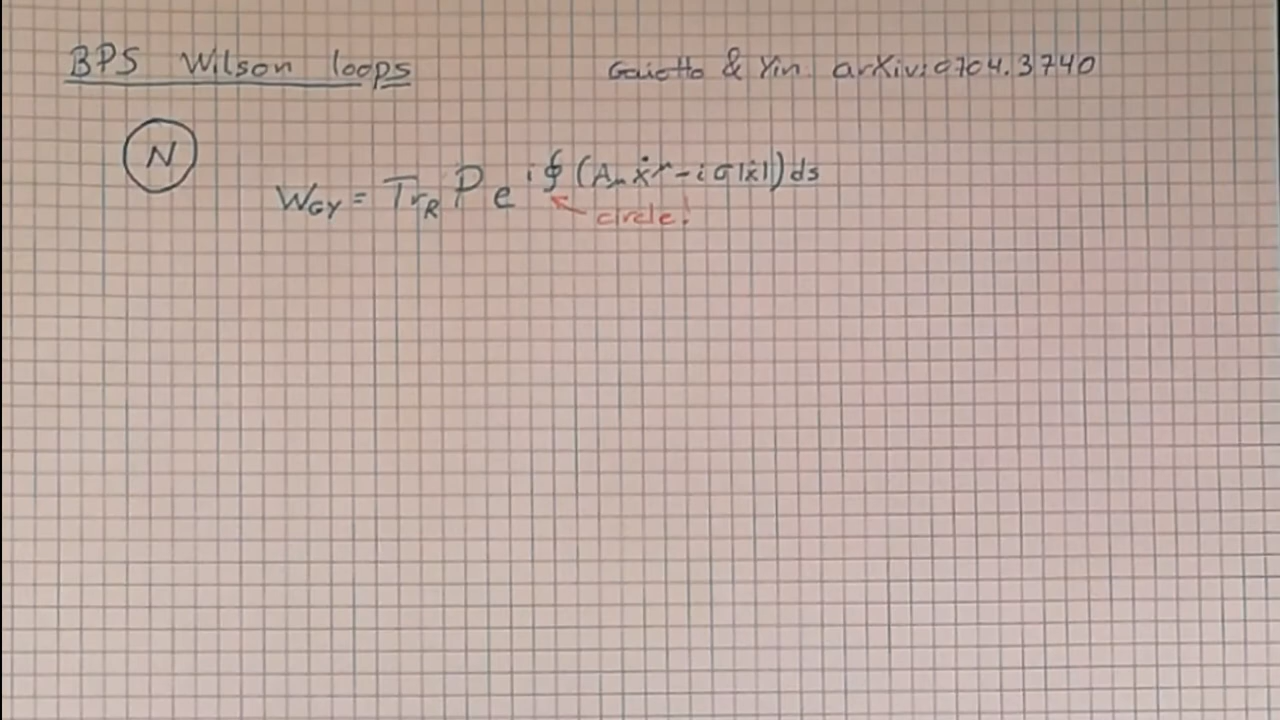 BPS Wilson loops Gaiotto & Yin arXiv:0704.3740
N
W_GY = Tr_R P e^{i∮(A_μ ẋ^μ - iσ|ẋ|)ds}
circle!